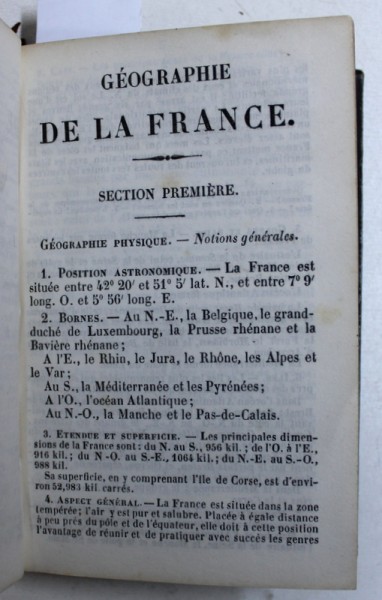 GÉOGRAPHIE
DE LA FRANCE.
SECTION PREMIÈRE.
GÉOGRAPHIE PHYSIQUE. — Notions générales.
1. POSITION ASTRONOMIQUE. — La France est
située entre 42° 20' et 51° 5' lat. N., et entre 7° 9'
long. O. et 5° 56' long. E.
2. BORNES. — Au N.-E., la Belgique, le grand-
duché de Luxembourg, la Prusse rhénane et la
Bavière rhénane;
A l'E., le Rhin, le Jura, le Rhône, les Alpes et
le Var;
Au S., la Méditerranée et les Pyrénées;
A l'O., l'océan Atlantique;
Au N.-O., la Manche et le Pas-de-Calais.
3. ETENDUE ET SUPERFICIE. — Les principales dimen-
sions de la France sont: du N. au S., 956 kil.; de l'O. à l'E.,
916 kil.; du N -O. au S.-E., 1064 kil.; du N.-E. au S.-O.,
988 kil.
Sa superficie, en y comprenant l'île de Corse, est d'envi-
ron 52,983 kil carrés.
4. ASPECT GÉNÉRAL. — La France est située dans la zone
tempérée; l'air y est pur et salubre. Placée à égale distance
à peu près du pôle et de l'équateur, elle doit à cette position
l'avantage de réunir et de pratiquer avec succès les genres